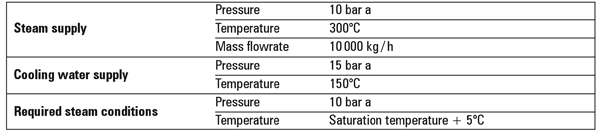 Steam supply
Pressure 10 bar a
Temperature 300°C
Mass flowrate 10 000 kg/h
Cooling water supply
Pressure 15 bar a
Temperature 150°C
Required steam conditions
Pressure 10 bar a
Temperature Saturation temperature + 5°C